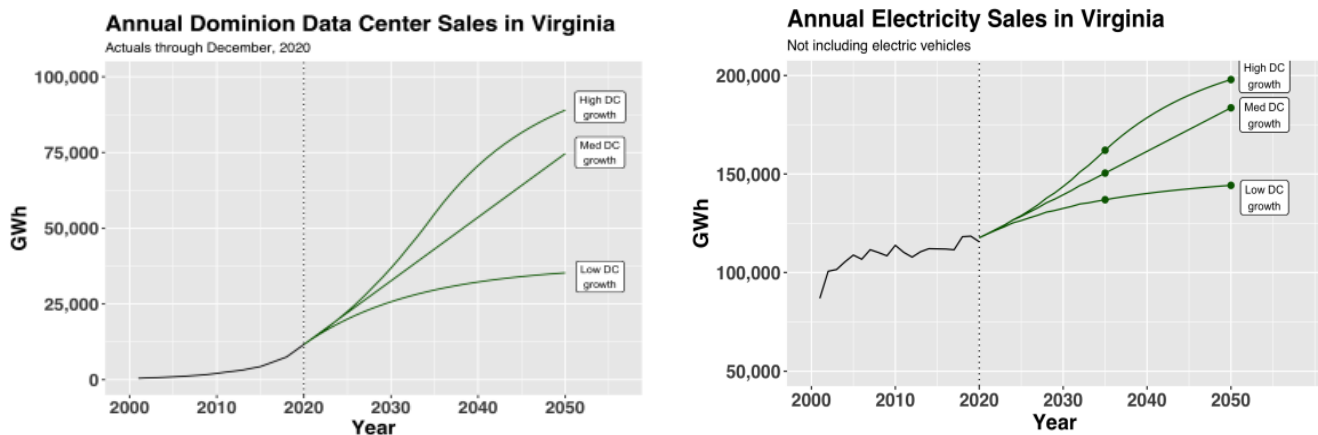 Annual Dominion Data Center Sales in Virginia
Actuals through December, 2020
100,000
75,000
50,000
25,000
0
GWh
High DC
growth
Med DC
growth
Low DC
growth
2000
2010
2020
2030
2040
2050
Year
Annual Electricity Sales in Virginia
Not including electric vehicles
200,000
150,000
100,000
50,000
GWh
High DC
growth
Med DC
growth
Low DC
growth
2000
2010
2020
2030
2040
2050
Year